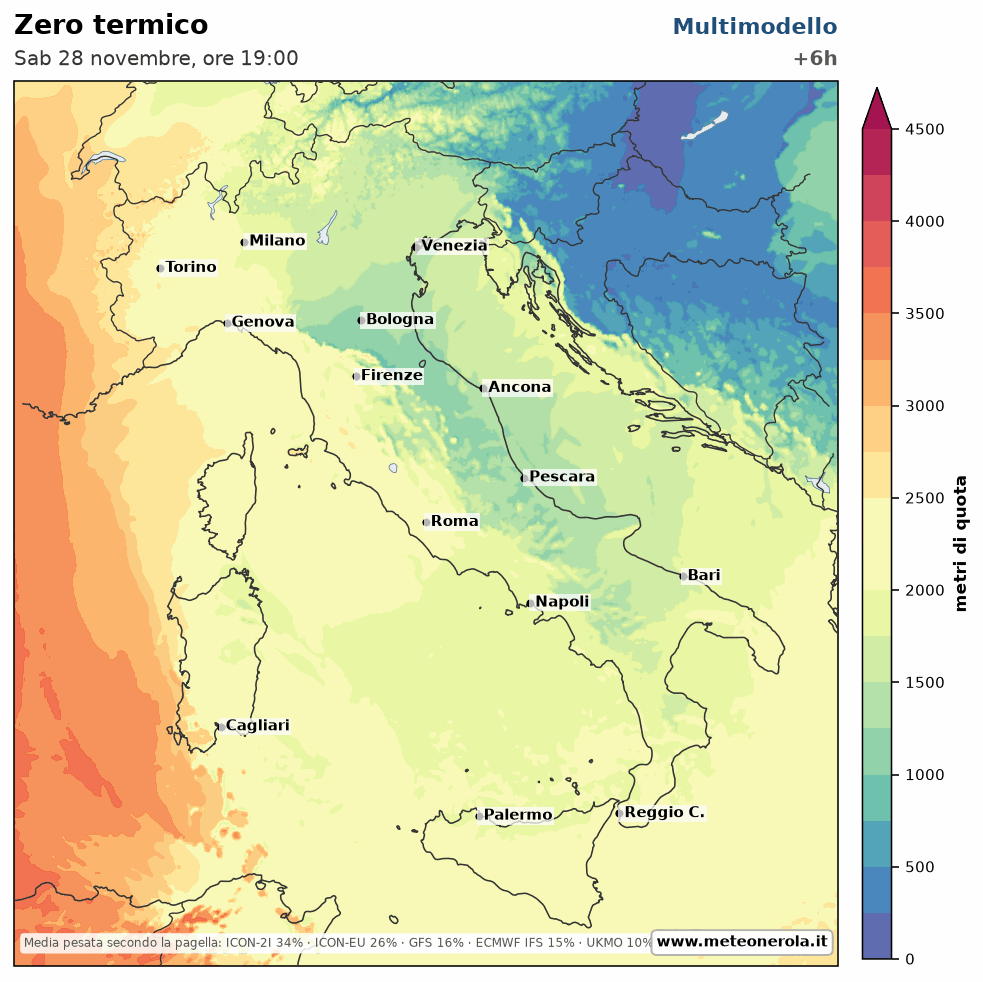 Zero termico
Multimodello
Sab 28 novembre, ore 19:00
+6h
Milano
Venezia
Torino
Genova
Bologna
Firenze
Ancona
Pescara
Roma
Bari
Napoli
Cagliari
Palermo
Reggio C.
4500
4000
3500
3000
2500
2000
1500
1000
500
0
metri di quota
Media pesata secondo la pagella: ICON-2I 34% · ICON-EU 26% · GFS 16% · ECMWF IFS 15% · UKMO 10%
www.meteonerola.it